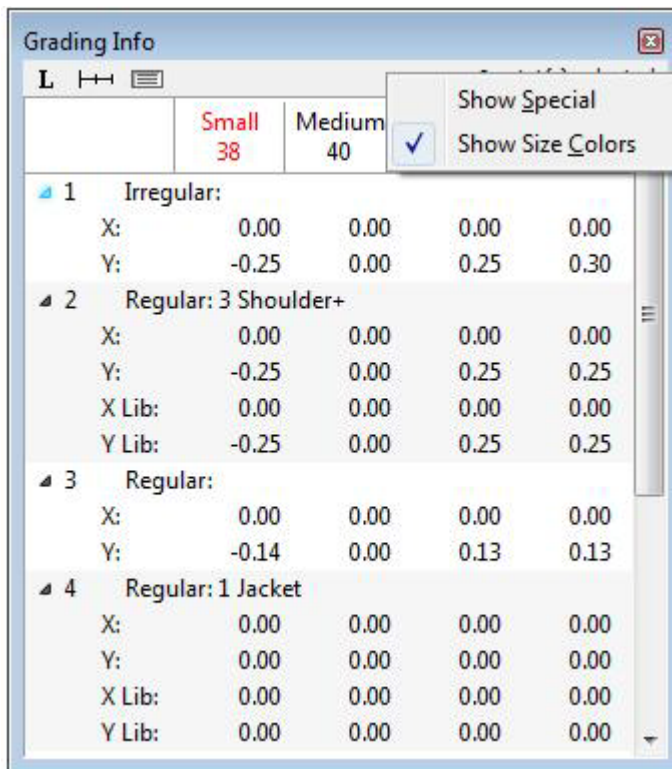 Grading Info
L
Show Special
Show Size Colors
Small Medium
38 40
1 Irregular:
X: 0.00 0.00 0.00 0.00
Y: -0.25 0.00 0.25 0.30
2 Regular: 3 Shoulder+
X: 0.00 0.00 0.00 0.00
Y: -0.25 0.00 0.25 0.25
X Lib: 0.00 0.00 0.00 0.00
Y Lib: -0.25 0.00 0.25 0.25
3 Regular:
X: 0.00 0.00 0.00 0.00
Y: -0.14 0.00 0.13 0.13
4 Regular: 1 Jacket
X: 0.00 0.00 0.00 0.00
Y: 0.00 0.00 0.00 0.00
X Lib: 0.00 0.00 0.00 0.00
Y Lib: 0.00 0.00 0.00 0.00